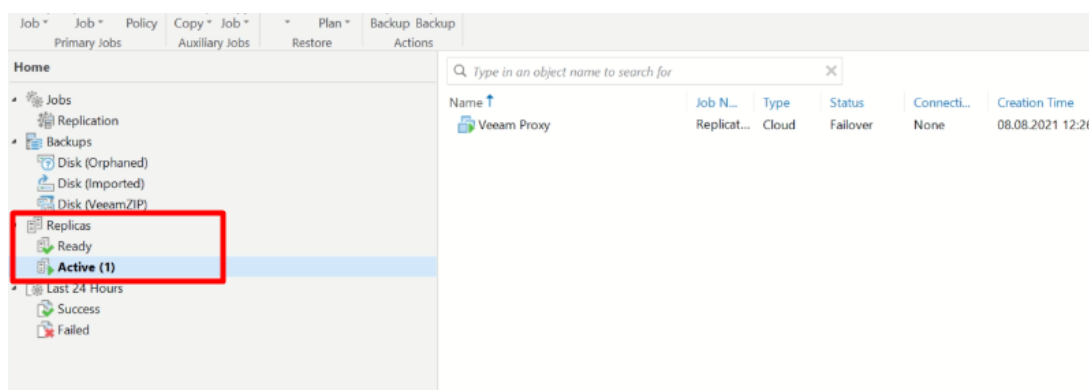 Job Job Policy Copy Job Plan Backup Backup
Primary Jobs Auxiliary Jobs Restore Actions
Home
Jobs
Replication
Backups
Disk (Orphaned)
Disk (Imported)
Disk (VeeamZIP)
Replicas
Ready
Active (1)
Last 24 Hours
Success
Failed
Type in an object name to search for
Name Job N... Type Status Connecti... Creation Time
Veeam Proxy Replicat... Cloud Failover None 08.08.2021 12:26